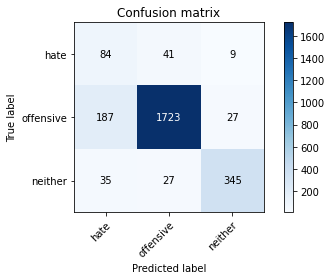 Confusion matrix
hate 84 41 9
offensive 187 1723 27
neither 35 27 345
True label
hate offensive neither
Predicted label
1600
1400
1200
1000
800
600
400
200